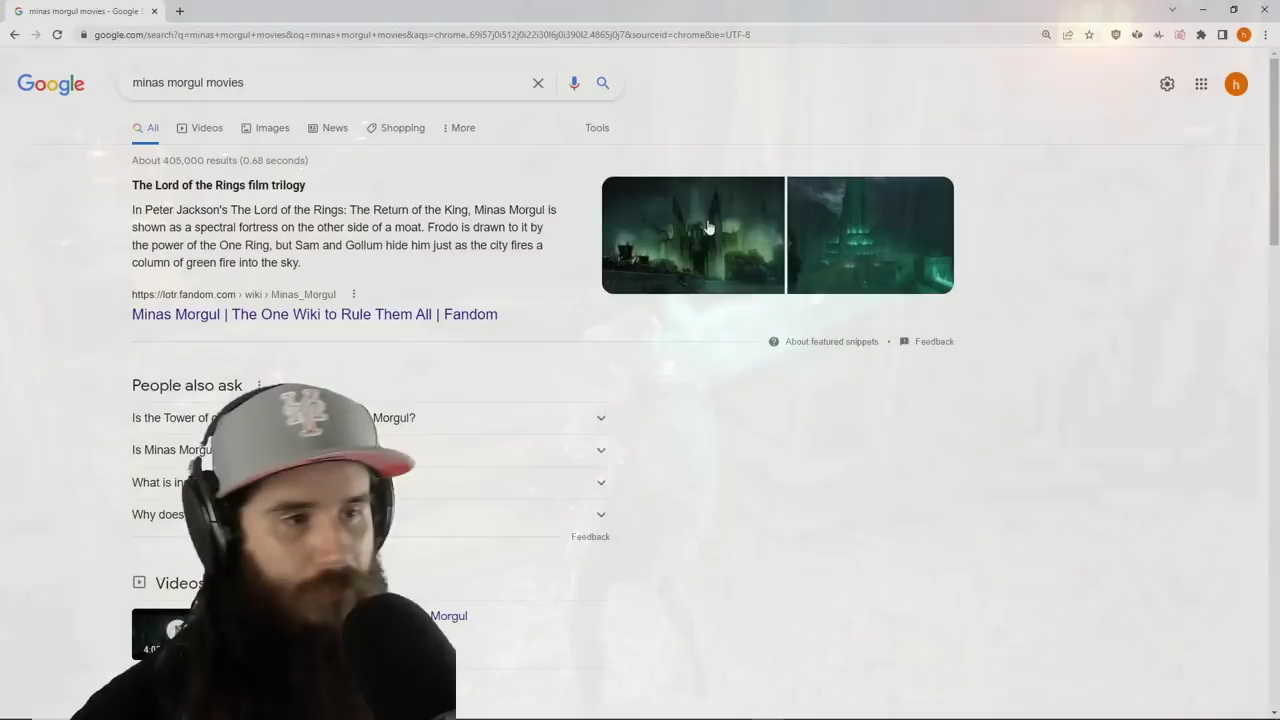 minas morgul movies - Google S
google.com/search?q=minas+morgul+movies&oq=minas+morgul+movies&aqs=chrome..69i57j0i512j0i22i30l6j0i390l2.4865j0j7&sourceid=chrome&ie=UTF-8
h
Google
minas morgul movies
h
All
Videos
Images
News
Shopping
More
Tools
About 405,000 results (0.68 seconds)
The Lord of the Rings film trilogy
In Peter Jackson's The Lord of the Rings: The Return of the King, Minas Morgul is
shown as a spectral fortress on the other side of a moat. Frodo is drawn to it by
the power of the One Ring, but Sam and Gollum hide him just as the city fires a
column of green fire into the sky.
https://lotr.fandom.com › wiki › Minas_Morgul
Minas Morgul | The One Wiki to Rule Them All | Fandom
About featured snippets • Feedback
People also ask
Is the Tower of Morgul?
Is Minas Morgu
What is in
Why does
Feedback
Videos
Morgul
4:0